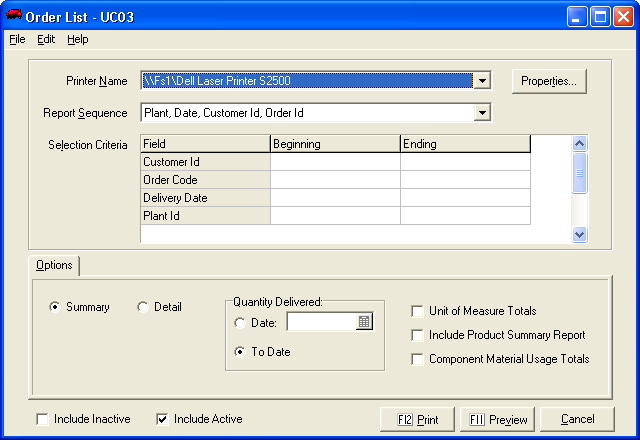 Order List - UC03
File Edit Help
Printer Name \\Fs1\Dell Laser Printer S2500 Properties...
Report Sequence Plant, Date, Customer Id, Order Id
Selection Criteria Field Beginning Ending
Customer Id
Order Code
Delivery Date
Plant Id
Options
Summary Detail
Quantity Delivered:
Date:
To Date
Unit of Measure Totals
Include Product Summary Report
Component Material Usage Totals
Include Inactive Include Active F12 Print F11 Preview Cancel